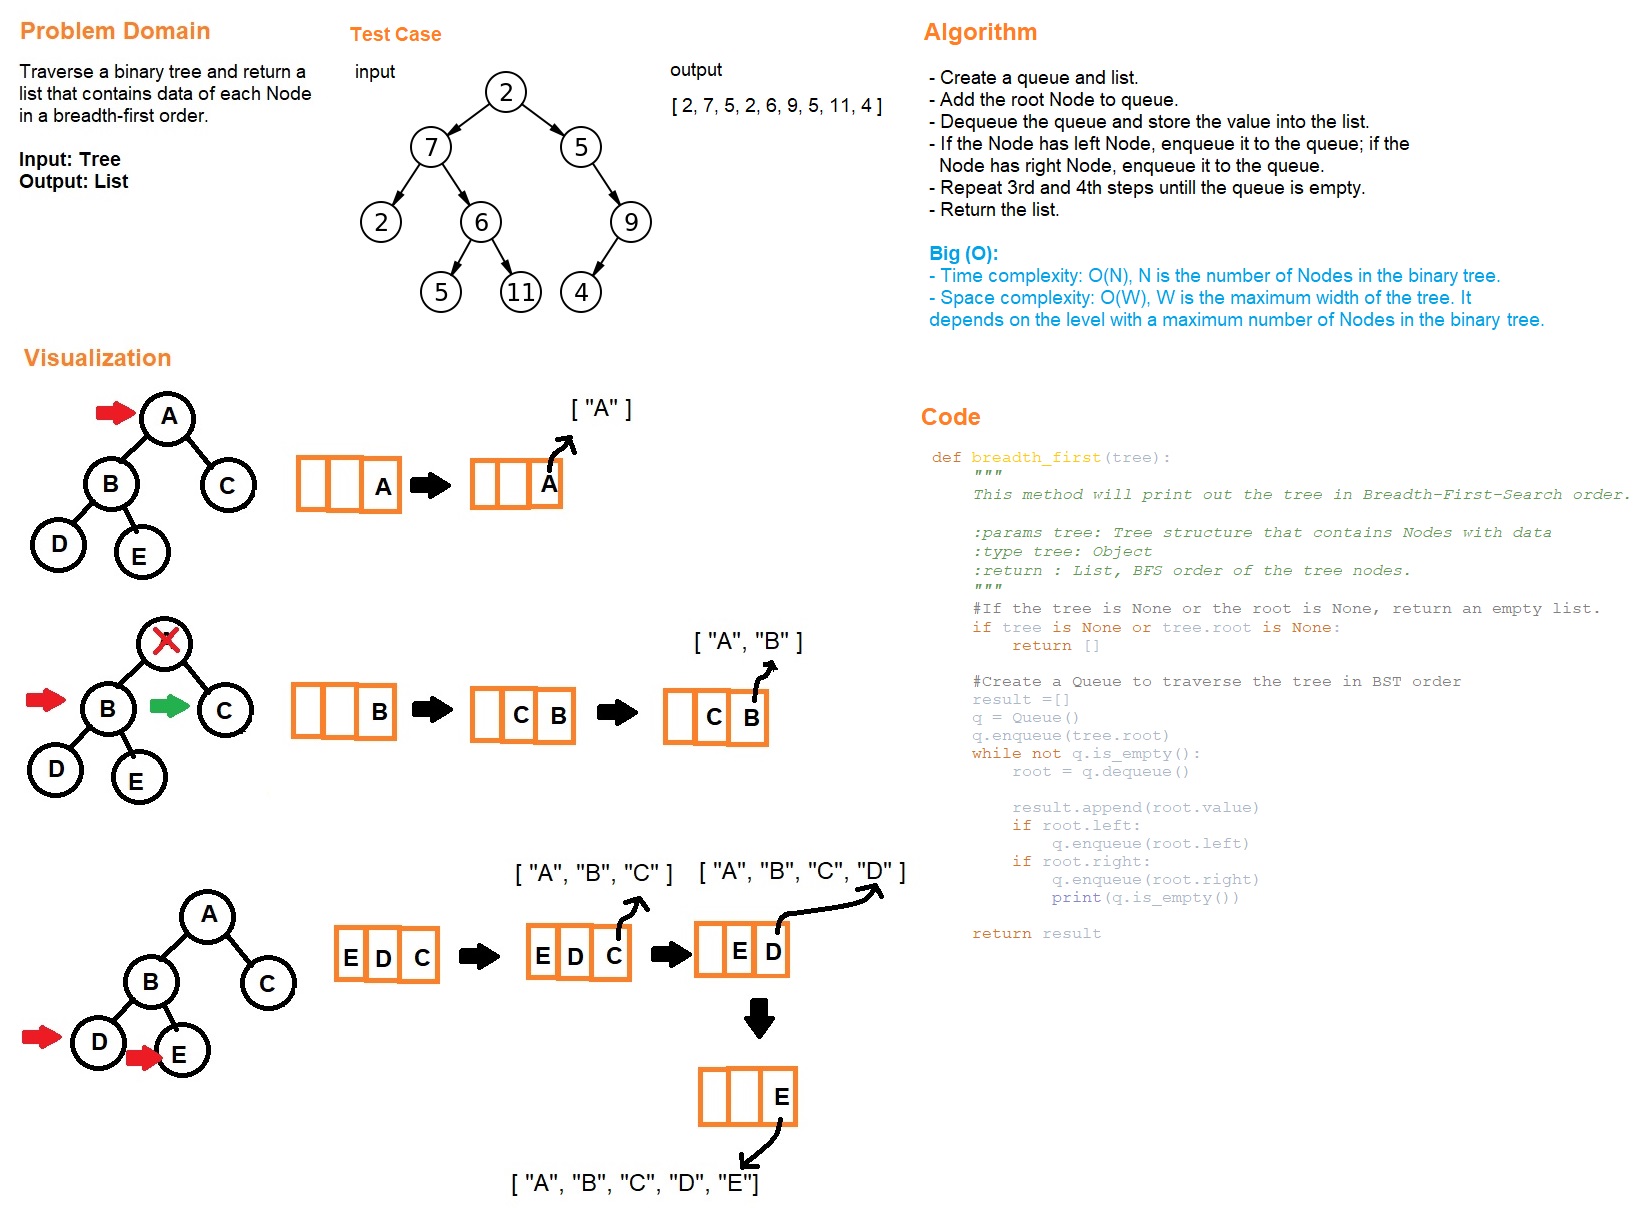 Problem Domain
Traverse a binary tree and return a
list that contains data of each Node
in a breadth-first order.
Input: Tree
Output: List
Test Case
input
output
2
[ 2, 7, 5, 2, 6, 9, 5, 11, 4 ]
7
5
2
6
9
5
11
4
Algorithm
- Create a queue and list.
- Add the root Node to queue.
- Dequeue the queue and store the value into the list.
- If the Node has left Node, enqueue it to the queue; if the
Node has right Node, enqueue it to the queue.
- Repeat 3rd and 4th steps untill the queue is empty.
- Return the list.
Big (O):
- Time complexity: O(N), N is the number of Nodes in the binary tree.
- Space complexity: O(W), W is the maximum width of the tree. It
depends on the level with a maximum number of Nodes in the binary tree.
Visualization
[ "A" ]
A
B
C
D
E
A
A
[ "A", "B" ]
B
C
D
E
B
C B
C B
[ "A", "B", "C" ]
[ "A", "B", "C", "D" ]
A
B
C
D
E
E D C
E D C
E D
E
[ "A", "B", "C", "D", "E"]
Code
def breadth_first(tree):
"""
This method will print out the tree in Breadth-First-Search order.
:params tree: Tree structure that contains Nodes with data
:type tree: Object
:return : List, BFS order of the tree nodes.
"""
#If the tree is None or the root is None, return an empty list.
if tree is None or tree.root is None:
return []
#Create a Queue to traverse the tree in BST order
result =[]
q = Queue()
q.enqueue(tree.root)
while not q.is_empty():
root = q.dequeue()
result.append(root.value)
if root.left:
q.enqueue(root.left)
if root.right:
q.enqueue(root.right)
print(q.is_empty())
return result